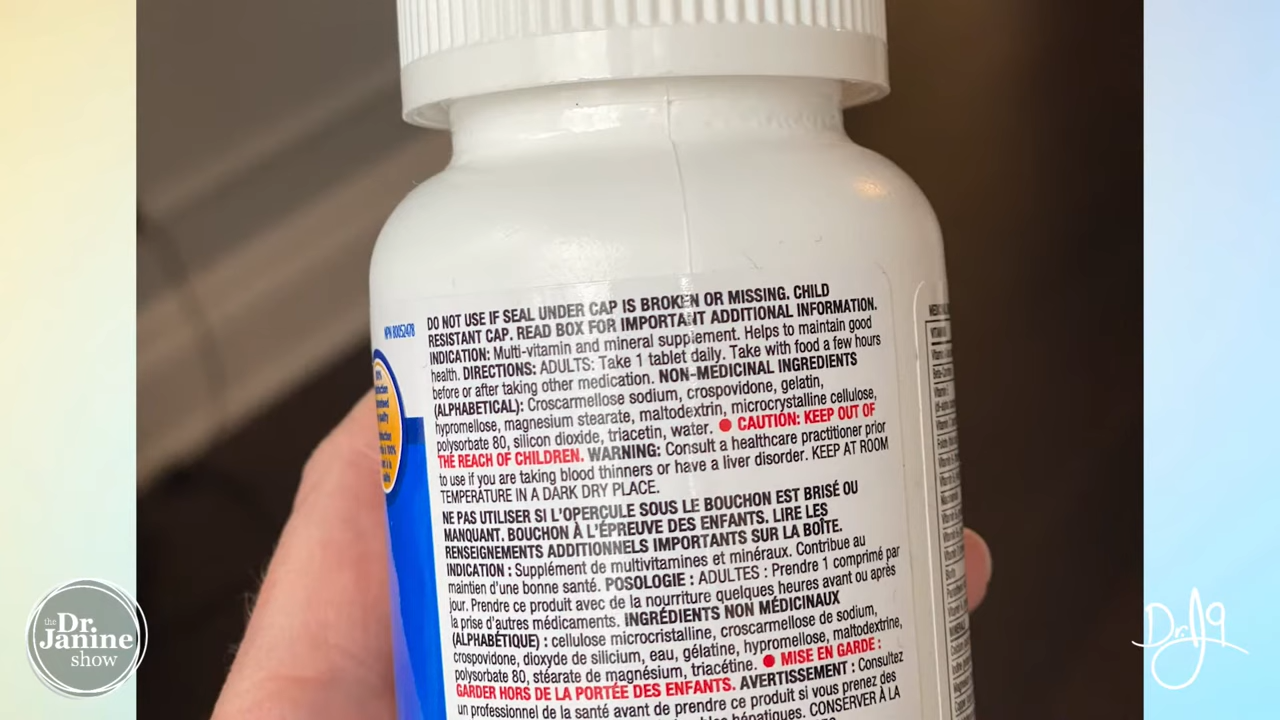 NPN 80052478
DO NOT USE IF SEAL UNDER CAP IS BROKEN OR MISSING. CHILD
RESISTANT CAP. READ BOX FOR IMPORTANT ADDITIONAL INFORMATION.
INDICATION: Multi-vitamin and mineral supplement. Helps to maintain good
health. DIRECTIONS: ADULTS: Take 1 tablet daily. Take with food a few hours
before or after taking other medication. NON-MEDICINAL INGREDIENTS
(ALPHABETICAL): Croscarmellose sodium, crospovidone, gelatin,
hypromellose, magnesium stearate, maltodextrin, microcrystalline cellulose,
polysorbate 80, silicon dioxide, triacetin, water. ● CAUTION: KEEP OUT OF
THE REACH OF CHILDREN. WARNING: Consult a healthcare practitioner prior
to use if you are taking blood thinners or have a liver disorder. KEEP AT ROOM
TEMPERATURE IN A DARK DRY PLACE.
NE PAS UTILISER SI L'OPERCULE SOUS LE BOUCHON EST BRISÉ OU
MANQUANT. BOUCHON À L'ÉPREUVE DES ENFANTS. LIRE LES
RENSEIGNEMENTS ADDITIONNELS IMPORTANTS SUR LA BOÎTE.
INDICATION : Supplément de multivitamines et minéraux. Contribue au
maintien d'une bonne santé. POSOLOGIE : ADULTES : Prendre 1 comprimé par
jour. Prendre ce produit avec de la nourriture quelques heures avant ou après
la prise d'autres médicaments. INGRÉDIENTS NON MÉDICINAUX
(ALPHABÉTIQUE) : cellulose microcristalline, croscarmellose de sodium,
crospovidone, dioxyde de silicium, eau, gélatine, hypromellose, maltodextrine,
polysorbate 80, stéarate de magnésium, triacétine. ● MISE EN GARDE :
GARDER HORS DE LA PORTÉE DES ENFANTS. AVERTISSEMENT : Consultez
un professionnel de la santé avant de prendre ce produit si vous prenez des
hépatiques. CONSERVER À LA
the
Dr.
Janine
show
Dr. J9